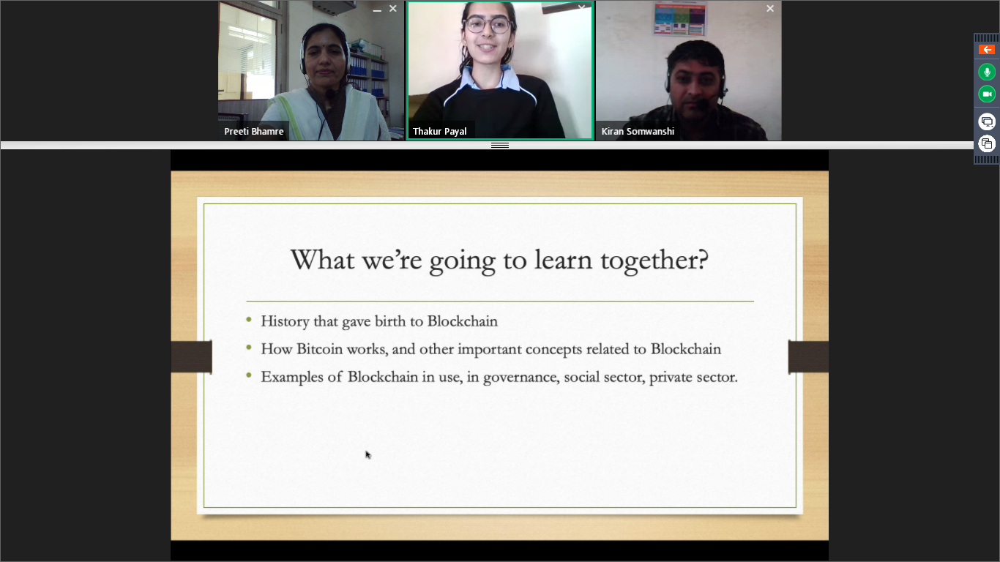 Preeti Bhamre
Thakur Payal
Kiran Somwanshi
What we’re going to learn together?
• History that gave birth to Blockchain
• How Bitcoin works, and other important concepts related to Blockchain
• Examples of Blockchain in use, in governance, social sector, private sector.